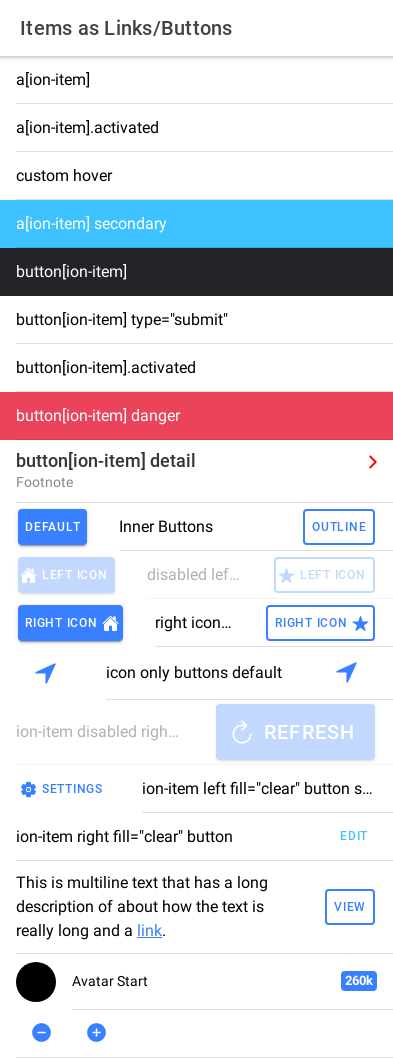 Items as Links/Buttons
a[ion-item]
a[ion-item].activated
custom hover
a[ion-item] secondary
button[ion-item]
button[ion-item] type="submit"
button[ion-item].activated
button[ion-item] danger
button[ion-item] detail
Footnote
DEFAULT Inner Buttons OUTLINE
LEFT ICON disabled lef... LEFT ICON
RIGHT ICON right icon... RIGHT ICON
icon only buttons default
ion-item disabled righ... REFRESH
SETTINGS ion-item left fill="clear" button s...
ion-item right fill="clear" button EDIT
This is multiline text that has a long
description of about how the text is
really long and a link.
VIEW
Avatar Start 260k